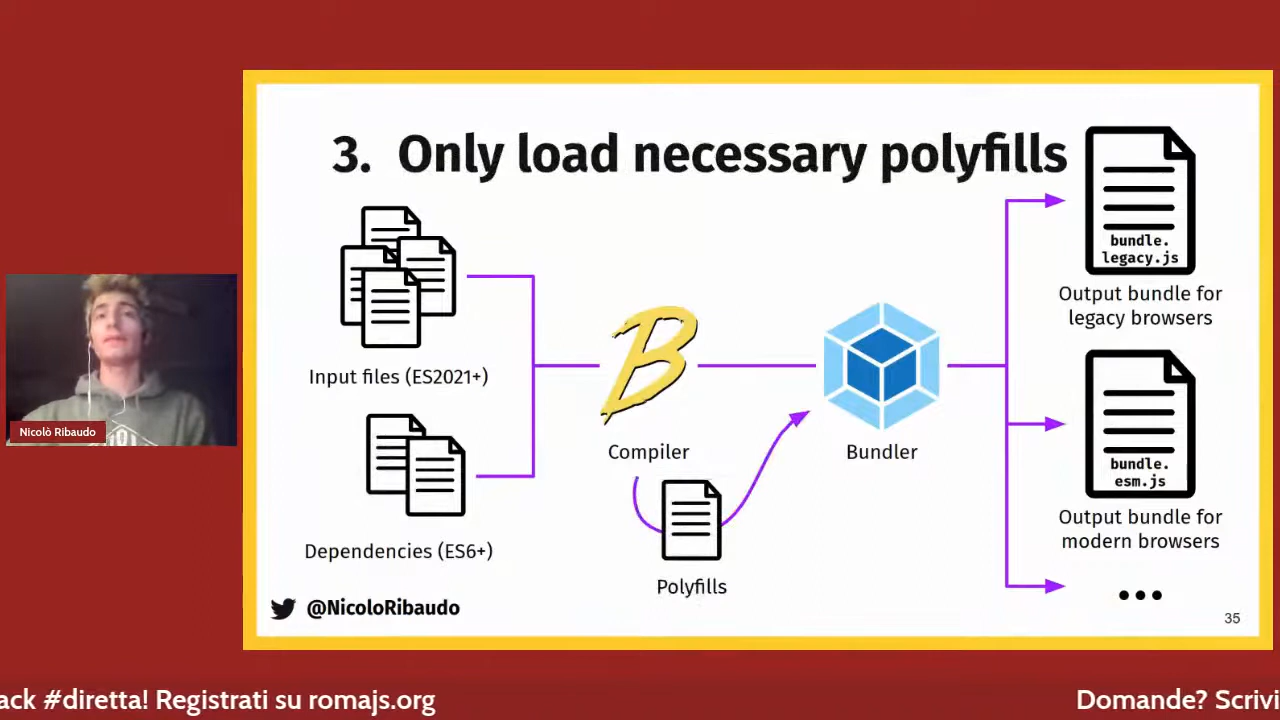 3. Only load necessary polyfills
bundle.
legacy.js
Output bundle for
legacy browsers
Input files (ES2021+)
B
Compiler
Bundler
bundle.
esm.js
Output bundle for
modern browsers
Dependencies (ES6+)
Polyfills
...
@NicoloRibaudo
35
Nicolò Ribaudo
ack #diretta! Registrati su romajs.org
Domande? Scrivi